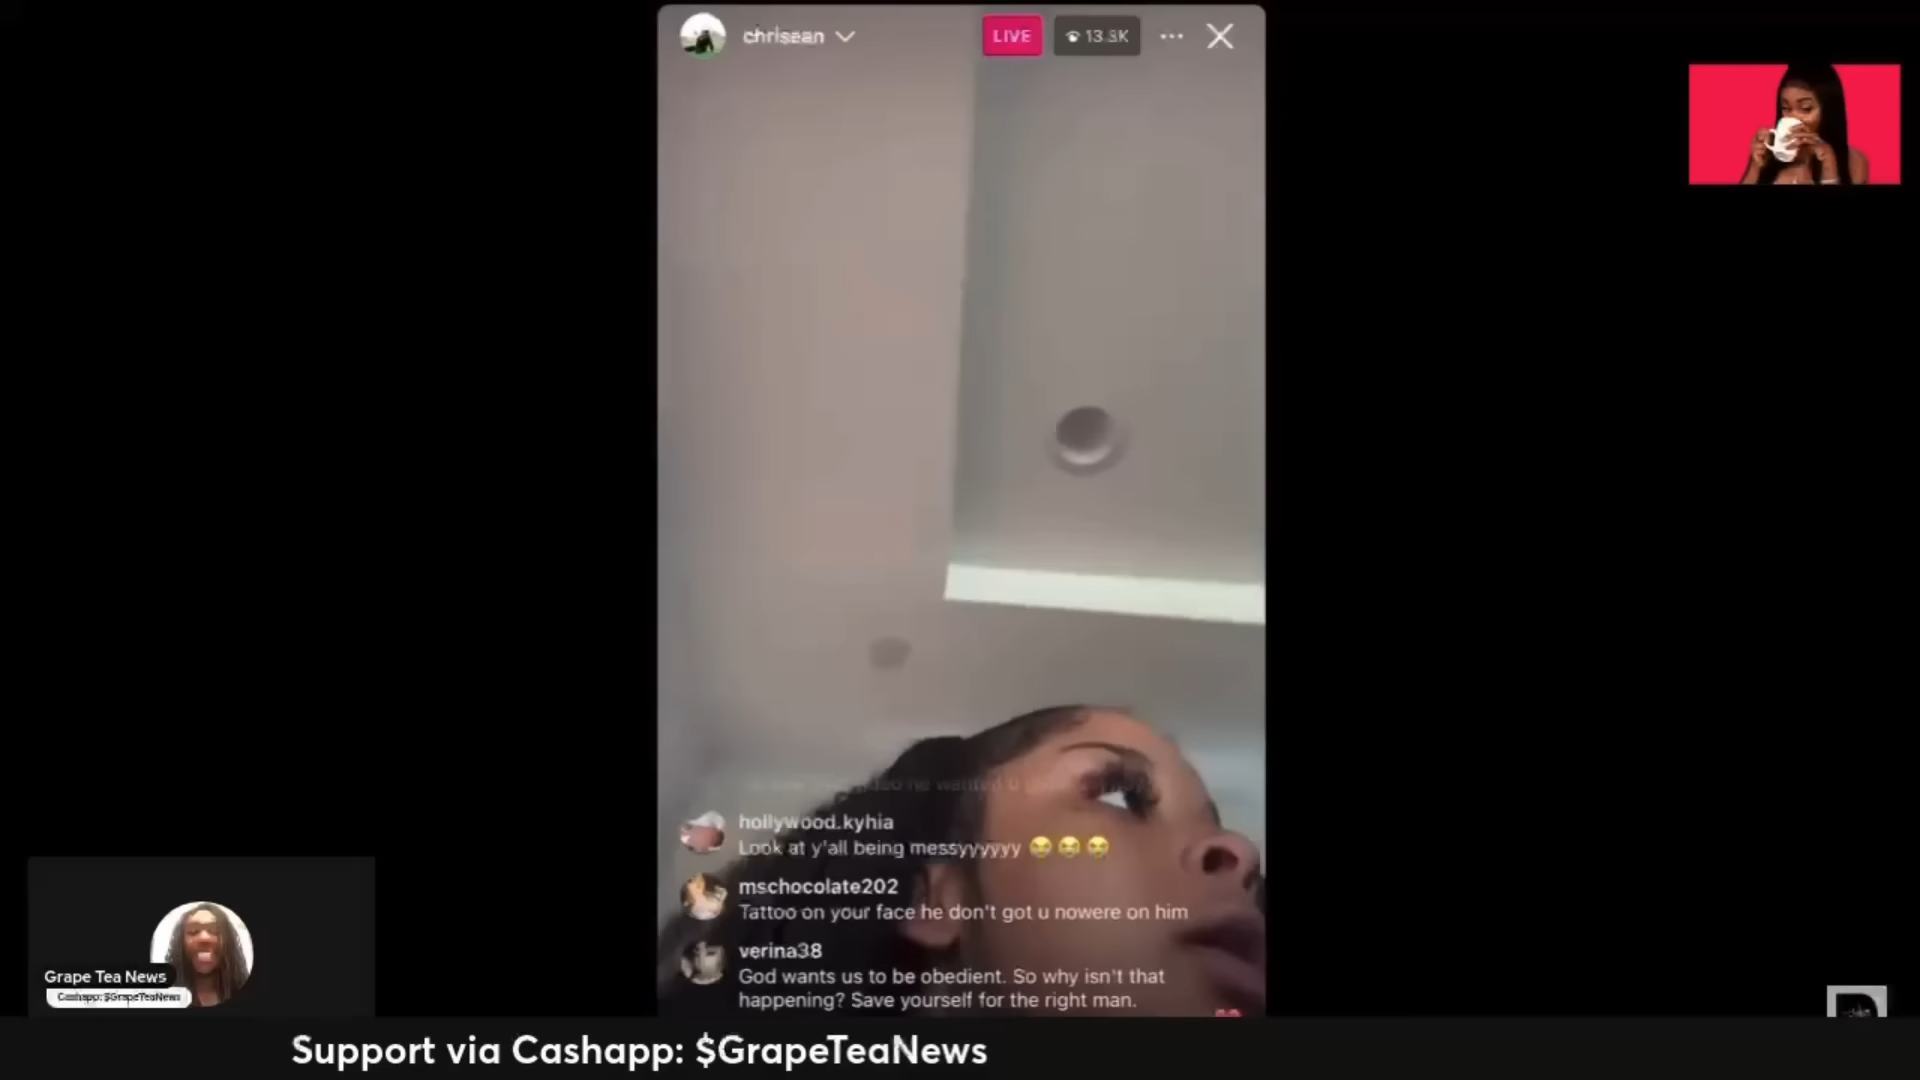 chrisean
LIVE
13.3K
hollywood.kyhia
Look at y'all being messyyyyyy 😭😭😭
mschocolate202
Tattoo on your face he don't got u nowere on him
verina38
God wants us to be obedient. So why isn't that
happening? Save yourself for the right man.
Grape Tea News
Cashapp: $GrapeTeaNews
Support via Cashapp: $GrapeTeaNews